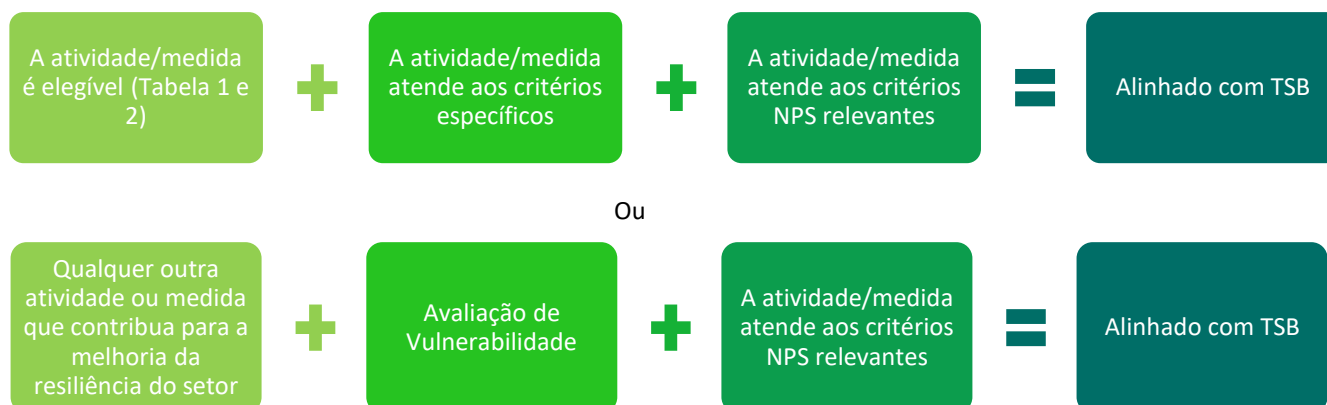 A atividade/medida
é elegível (Tabela 1 e
2)
A atividade/medida
atende aos critérios
específicos
A atividade/medida
atende aos critérios
NPS relevantes
Alinhado com TSB
Ou
Qualquer outra
atividade ou medida
que contribua para a
melhoria da
resiliência do setor
Avaliação de
Vulnerabilidade
A atividade/medida
atende aos critérios
NPS relevantes
Alinhado com TSB